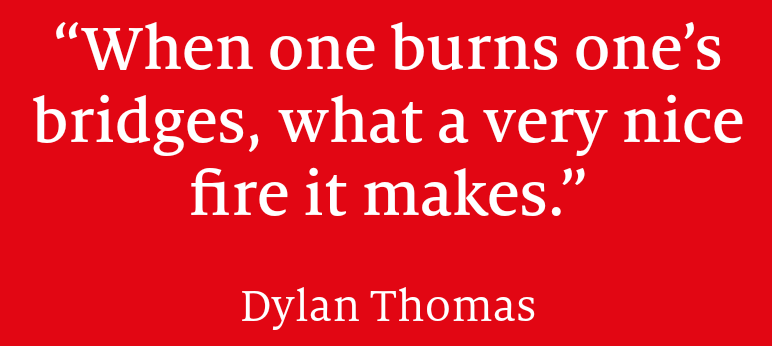 “When one burns one’s
bridges, what a very nice
fire it makes.”
Dylan Thomas